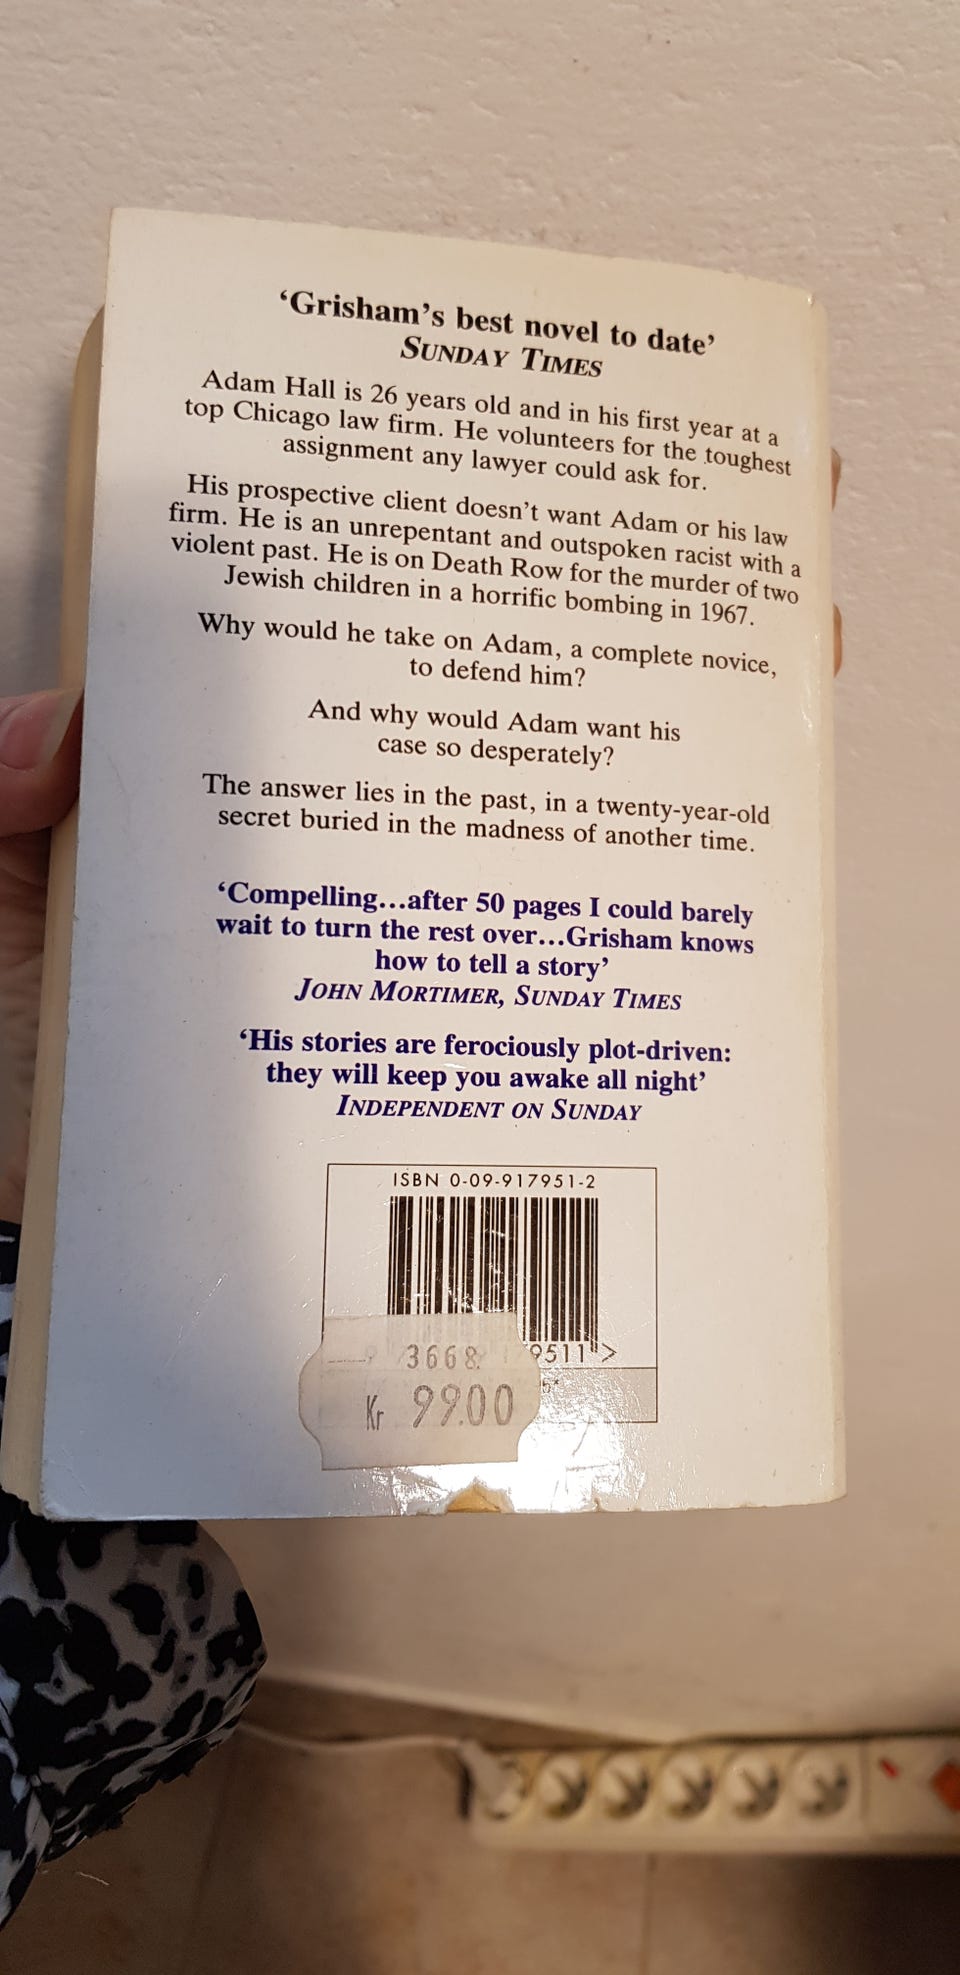 ‘Grisham’s best novel to date’
SUNDAY TIMES
Adam Hall is 26 years old and in his first year at a
top Chicago law firm. He volunteers for the toughest
assignment any lawyer could ask for.
His prospective client doesn’t want Adam or his law
firm. He is an unrepentant and outspoken racist with a
violent past. He is on Death Row for the murder of two
Jewish children in a horrific bombing in 1967.
Why would he take on Adam, a complete novice,
to defend him?
And why would Adam want his
case so desperately?
The answer lies in the past, in a twenty-year-old
secret buried in the madness of another time.
‘Compelling...after 50 pages I could barely
wait to turn the rest over...Grisham knows
how to tell a story’
JOHN MORTIMER, SUNDAY TIMES
‘His stories are ferociously plot-driven:
they will keep you awake all night’
INDEPENDENT ON SUNDAY
ISBN 0-09-917951-2
3668 9511>
Kr 99.00